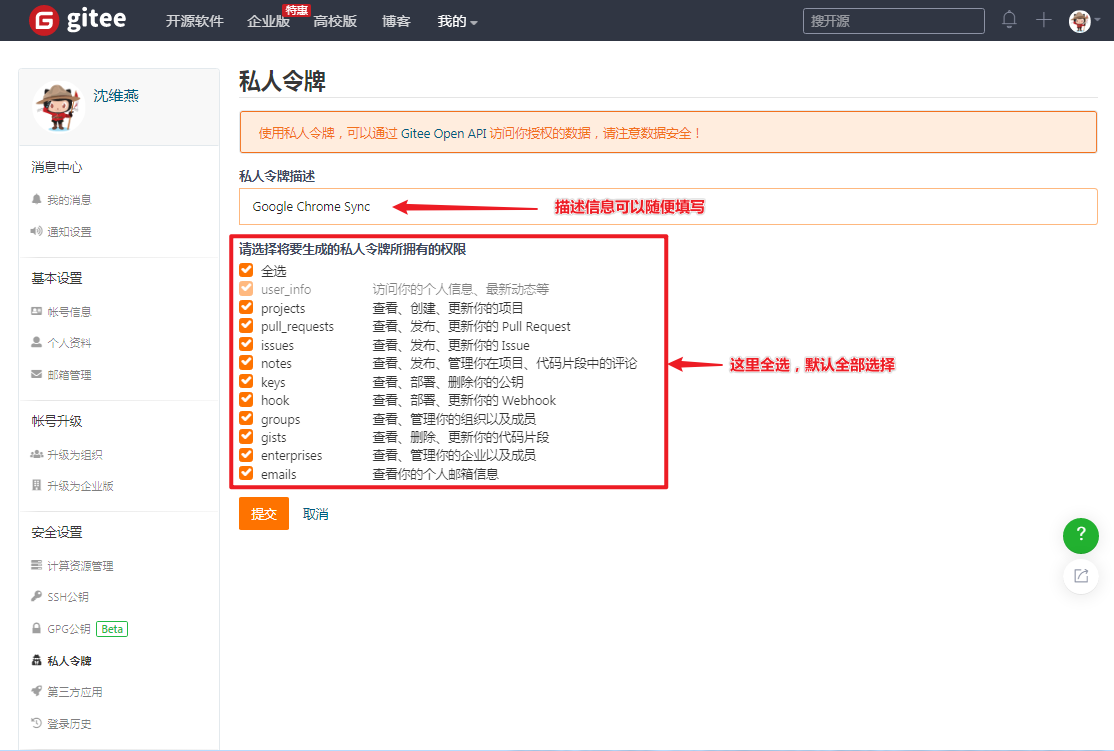 gitee 开源软件 企业版 特惠 高校版 博客 我的 搜开源
沈维燕
消息中心
我的消息
通知设置
基本设置
帐号信息
个人资料
邮箱管理
帐号升级
升级为组织
升级为企业版
安全设置
计算资源管理
SSH公钥
GPG公钥 Beta
私人令牌
第三方应用
登录历史
私人令牌
使用私人令牌，可以通过 Gitee Open API 访问你授权的数据，请注意数据安全！
私人令牌描述
Google Chrome Sync 描述信息可以随便填写
请选择将要生成的私人令牌所拥有的权限
全选
user_info 访问你的个人信息、最新动态等
projects 查看、创建、更新你的项目
pull_requests 查看、发布、更新你的 Pull Request
issues 查看、发布、更新你的 Issue
notes 查看、发布、管理你在项目、代码片段中的评论
这里全选，默认全部选择
keys 查看、部署、删除你的公钥
hook 查看、部署、更新你的 Webhook
groups 查看、管理你的组织以及成员
gists 查看、删除、更新你的代码片段
enterprises 查看、管理你的企业以及成员
emails 查看你的个人邮箱信息
提交 取消
?